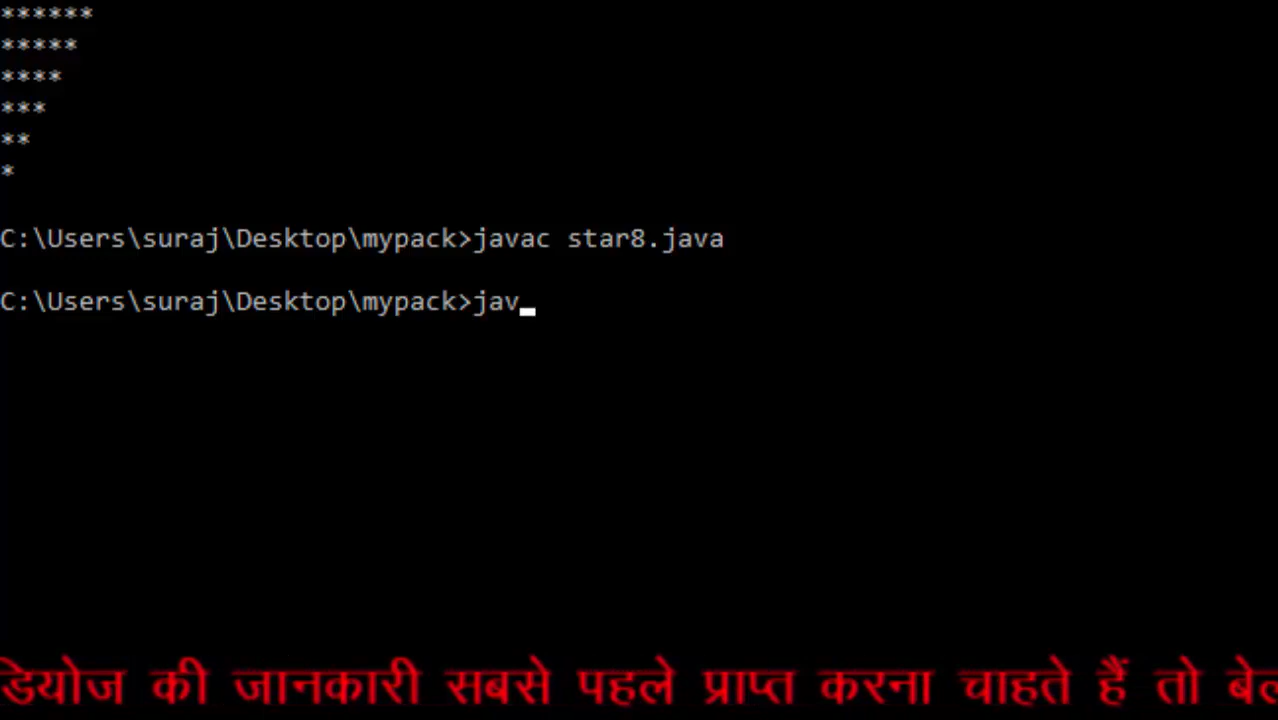 ******
*****
****
***
**
*
C:\Users\suraj\Desktop\mypack>javac star8.java
C:\Users\suraj\Desktop\mypack>jav
की जानकारी सबसे पहले प्राप्त करना चाहते हैं तो